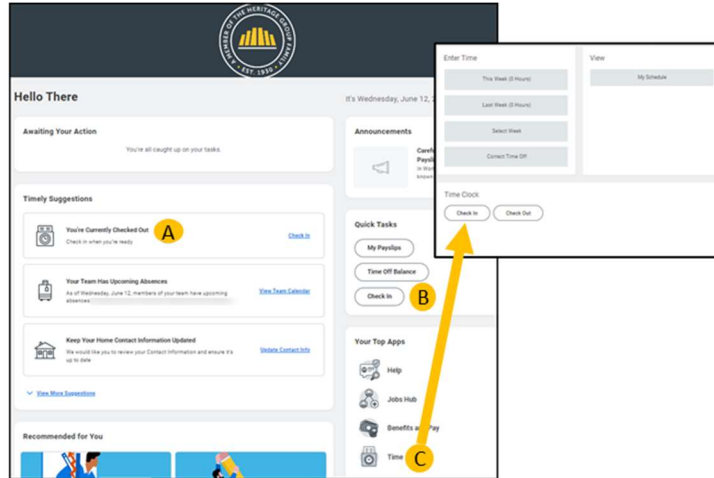 A MEMBER OF THE HERITAGE GROUP FAMILY
EST. 1930
Hello There
It's Wednesday, June 12, 2
Awaiting Your Action
You're all caught up on your tasks.
Announcements
Timely Suggestions
You're Currently Checked Out
A
Check in when you're ready
Check In
Your Team Has Upcoming Absences
As of Wednesday, June 12, members of your team have upcoming
absences
View Team Calendar
Keep Your Home Contact Information Updated
We would like you to review your Contact Information and ensure it's
up to date
Update Contact Info
View More Suggestions
Recommended for You
Quick Tasks
My Payslips
Time Off Balance
Check In
B
Your Top Apps
Help
Jobs Hub
Benefits and Pay
Time
C
Enter Time
This Week (0 Hours)
Last Week (0 Hours)
Select Week
Correct Time Off
View
My Schedule
Time Clock
Check In
Check Out